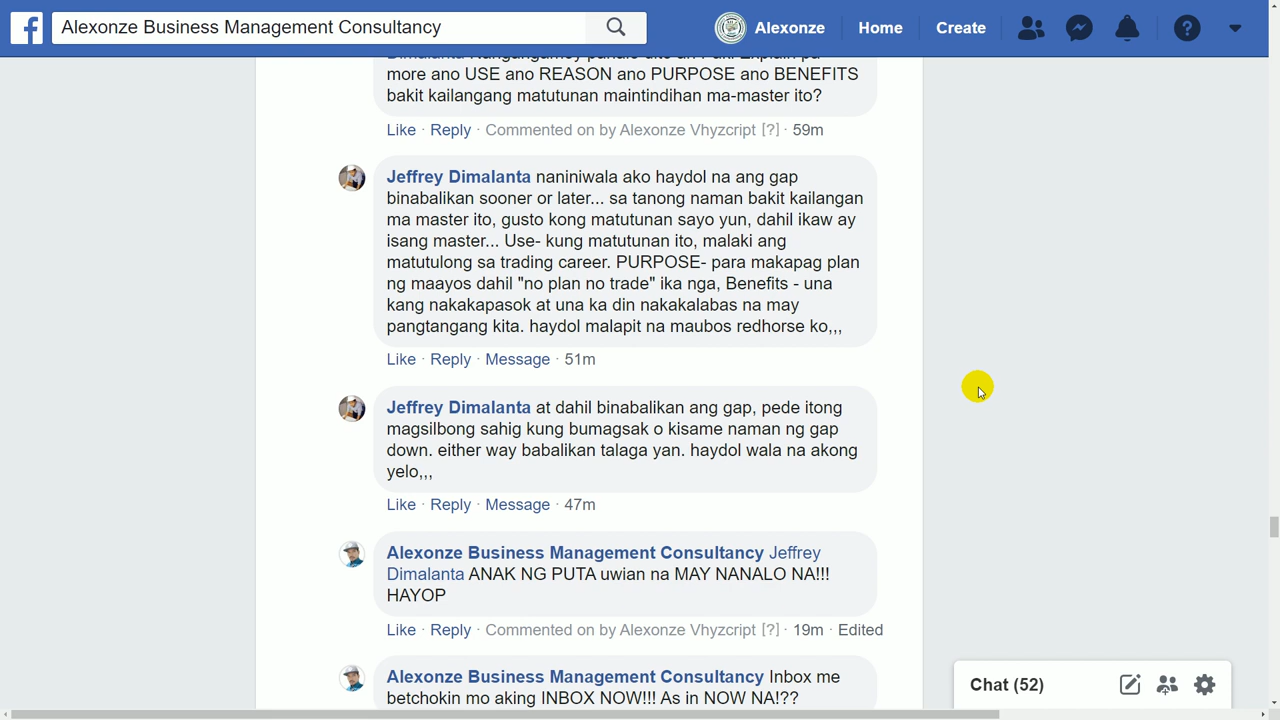 Alexonze Business Management Consultancy
Alexonze
Home
Create
more ano USE ano REASON ano PURPOSE ano BENEFITS
bakit kailangang matutunan maintindihan ma-master ito?
Like · Reply · Commented on by Alexonze Vhyzcript [?] · 59m
Jeffrey Dimalanta naniniwala ako haydol na ang gap
binabalikan sooner or later... sa tanong naman bakit kailangan
ma master ito, gusto kong matutunan sayo yun, dahil ikaw ay
isang master... Use- kung matutunan ito, malaki ang
matutulong sa trading career. PURPOSE- para makapag plan
ng maayos dahil "no plan no trade" ika nga, Benefits - una
kang nakakapasok at una ka din nakakalabas na may
pangtangang kita. haydol malapit na maubos redhorse ko,,,
Like · Reply · Message · 51m
Jeffrey Dimalanta at dahil binabalikan ang gap, pede itong
magsilbong sahig kung bumagsak o kisame naman ng gap
down. either way babalikan talaga yan. haydol wala na akong
yelo,,,
Like · Reply · Message · 47m
Alexonze Business Management Consultancy Jeffrey
Dimalanta ANAK NG PUTA uwian na MAY NANALO NA!!!
HAYOP
Like · Reply · Commented on by Alexonze Vhyzcript [?] · 19m · Edited
Alexonze Business Management Consultancy Inbox me
betchokin mo aking INBOX NOW!!! As in NOW NA!??
Chat (52)